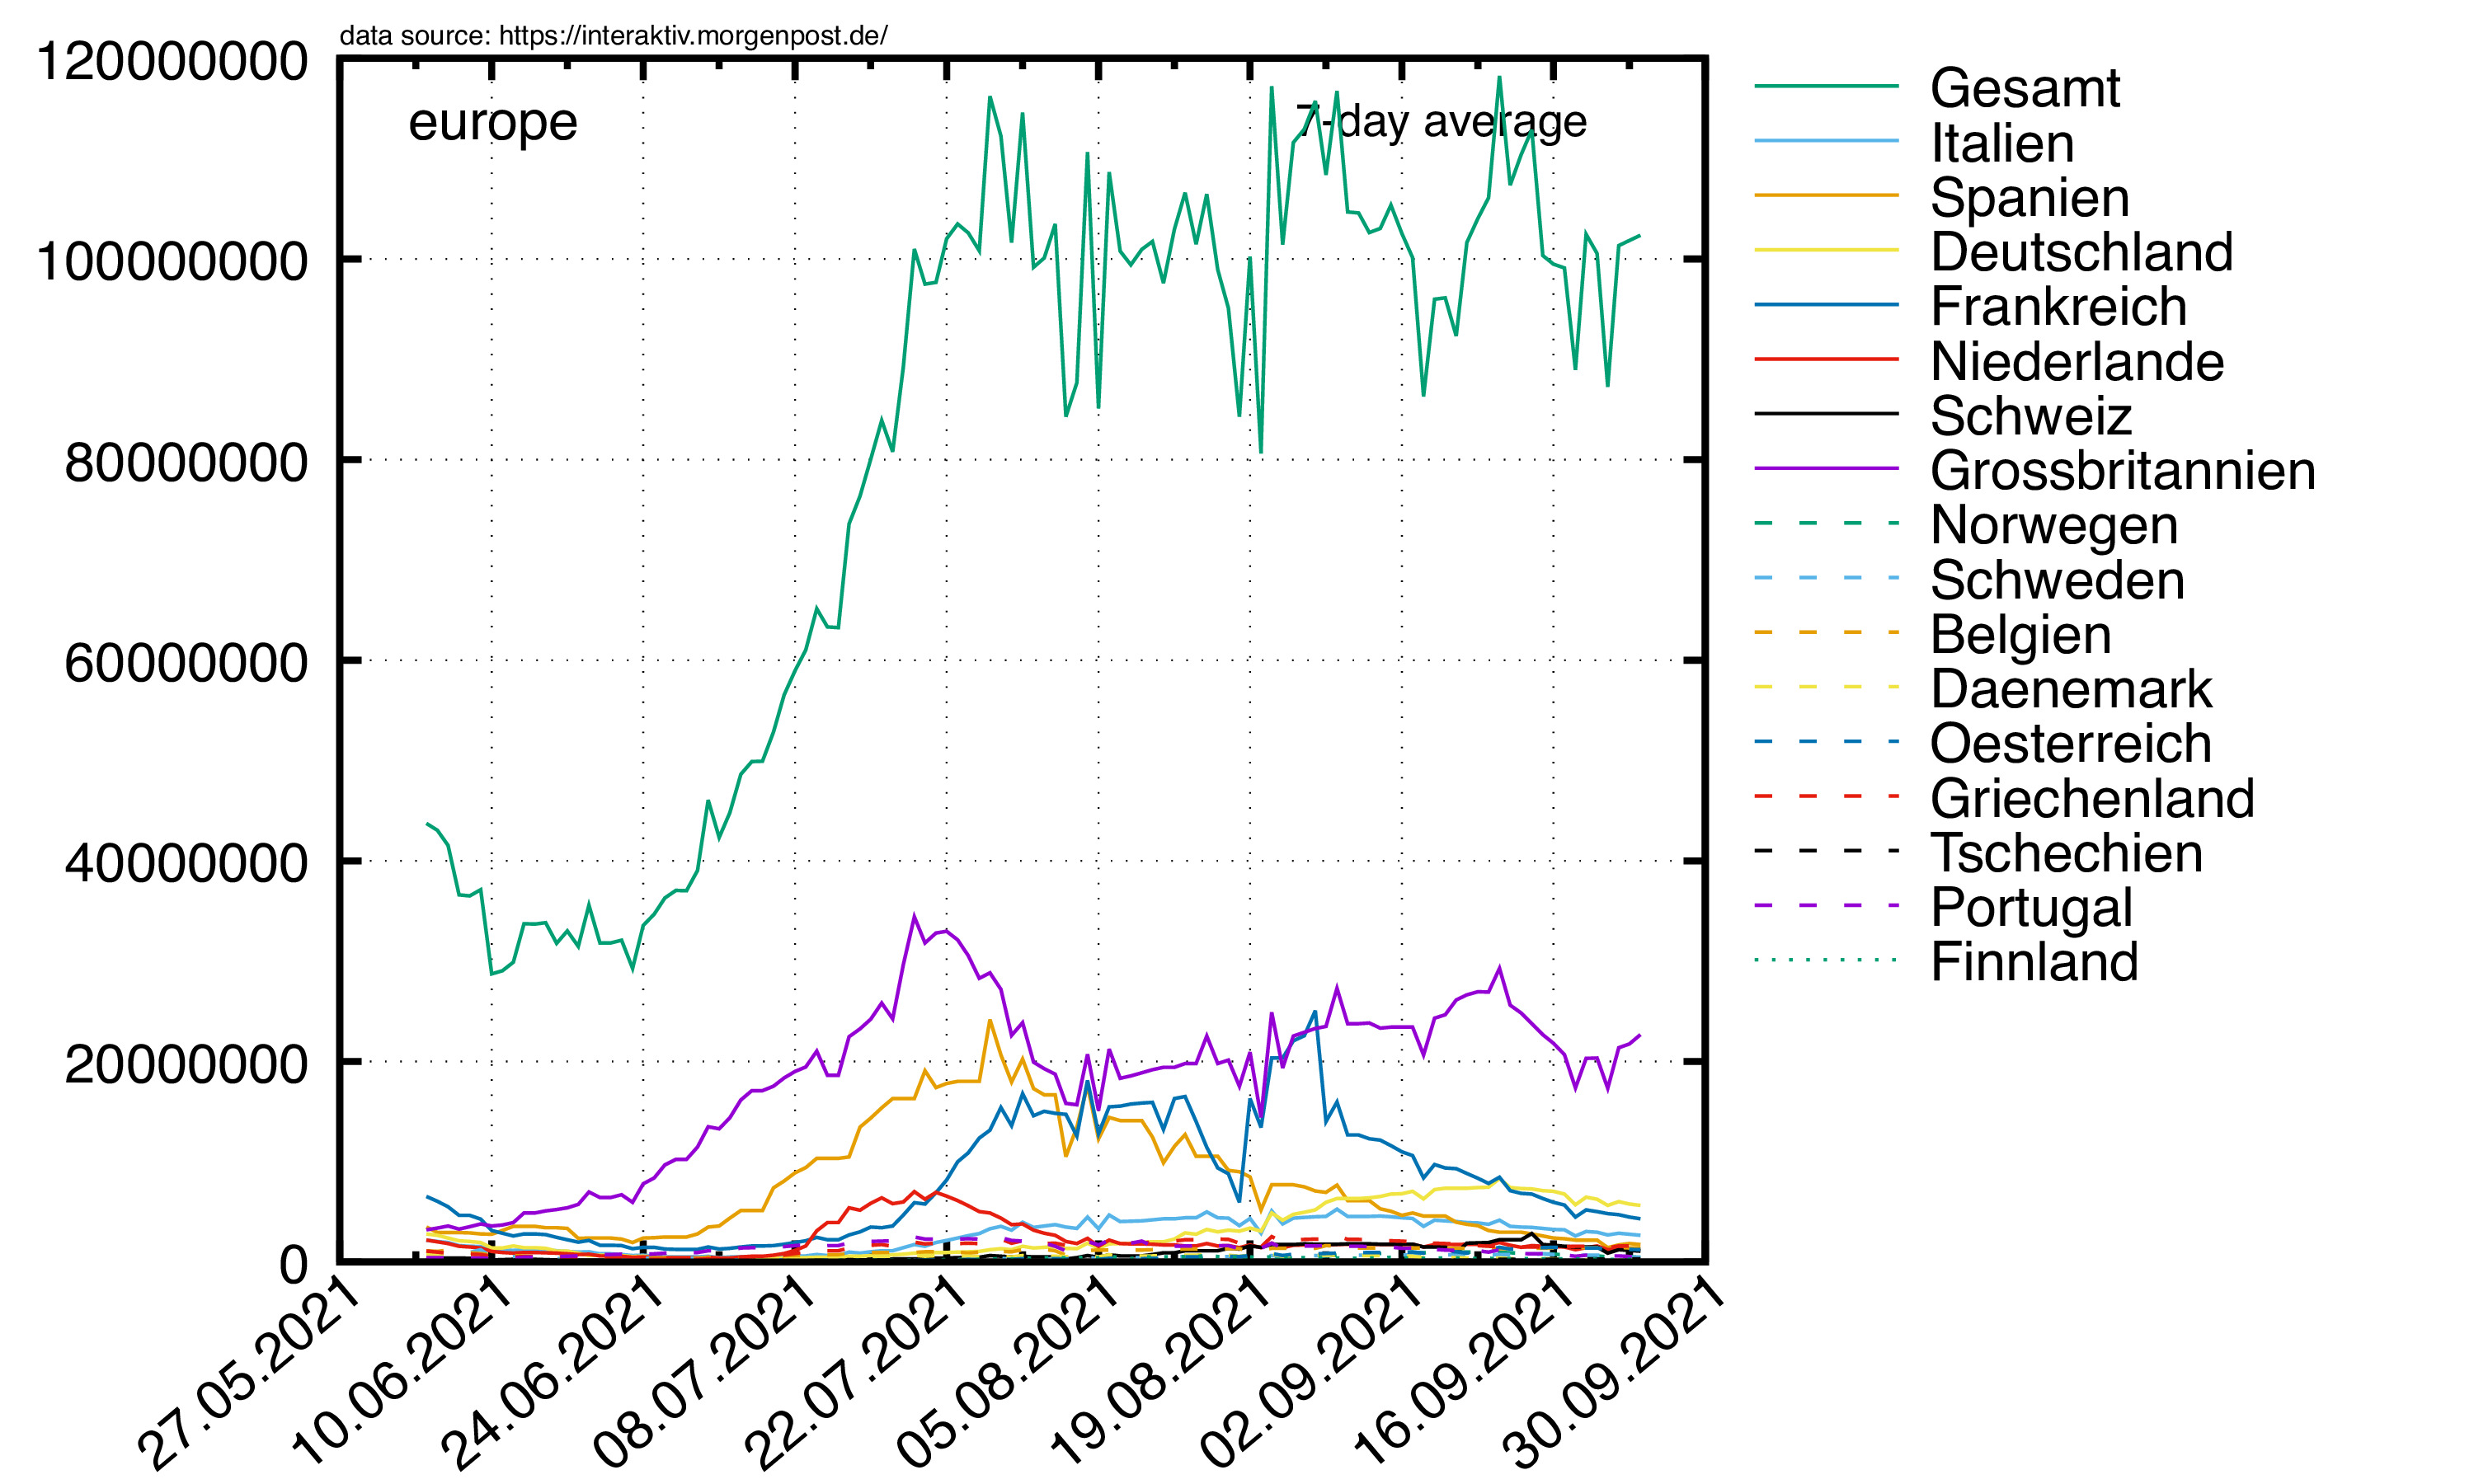 data source: https://interaktiv.morgenpost.de/
europe
7-day average
120000000
100000000
80000000
60000000
40000000
20000000
0
27.05.2021
10.06.2021
24.06.2021
08.07.2021
22.07.2021
05.08.2021
19.08.2021
02.09.2021
16.09.2021
30.09.2021
Gesamt
Italien
Spanien
Deutschland
Frankreich
Niederlande
Schweiz
Grossbritannien
Norwegen
Schweden
Belgien
Daenemark
Oesterreich
Griechenland
Tschechien
Portugal
Finnland